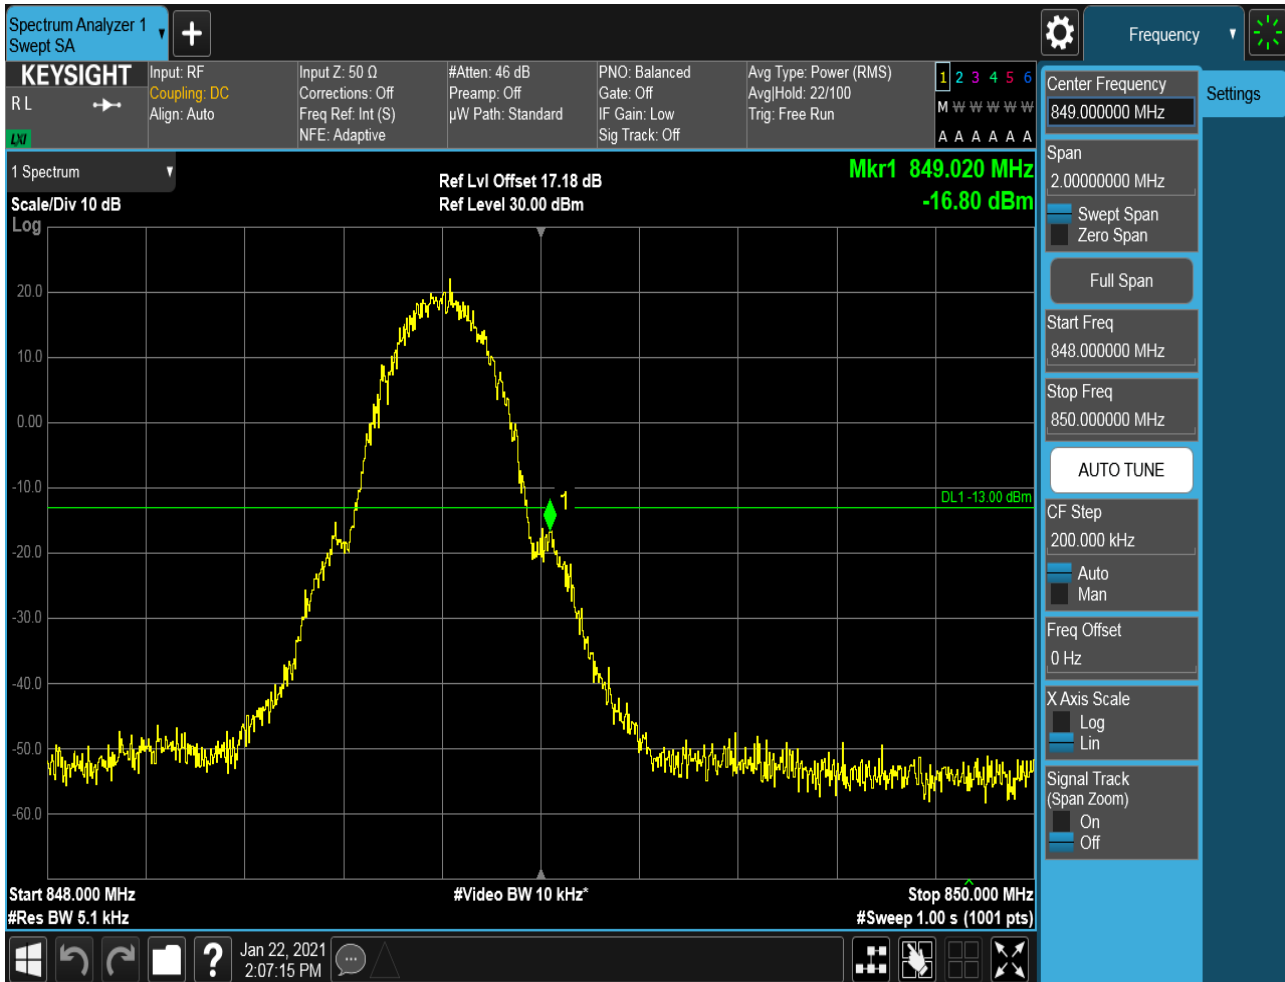 Spectrum Analyzer 1
Swept SA
Frequency
KEYSIGHT
R L
LXI
Input: RF
Coupling: DC
Align: Auto
Input Z: 50 Ω
Corrections: Off
Freq Ref: Int (S)
NFE: Adaptive
#Atten: 46 dB
Preamp: Off
µW Path: Standard
PNO: Balanced
Gate: Off
IF Gain: Low
Sig Track: Off
Avg Type: Power (RMS)
Avg|Hold: 22/100
Trig: Free Run
1 2 3 4 5 6
M W W W W W
A A A A A A
1 Spectrum
Scale/Div 10 dB
Log
Ref Lvl Offset 17.18 dB
Ref Level 30.00 dBm
Mkr1 849.020 MHz
-16.80 dBm
20.0
10.0
0.00
-10.0
-20.0
-30.0
-40.0
-50.0
-60.0
1
DL1 -13.00 dBm
Start 848.000 MHz
#Res BW 5.1 kHz
#Video BW 10 kHz*
Stop 850.000 MHz
#Sweep 1.00 s (1001 pts)
Jan 22, 2021
2:07:15 PM
?
Center Frequency
849.000000 MHz
Settings
Span
2.00000000 MHz
Swept Span
Zero Span
Full Span
Start Freq
848.000000 MHz
Stop Freq
850.000000 MHz
AUTO TUNE
CF Step
200.000 kHz
Auto
Man
Freq Offset
0 Hz
X Axis Scale
Log
Lin
Signal Track
(Span Zoom)
On
Off